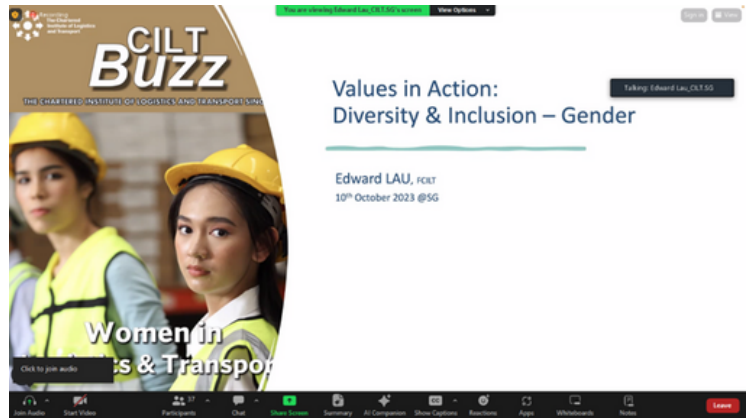 Recording
You are viewing Edward Lau_CILT.SG's screen
View Options
Sign in
View
The Chartered
Institute of Logistics
and Transport
CILT
Buzz
THE CHARTERED INSTITUTE OF LOGISTICS AND TRANSPORT SING
Talking: Edward Lau_CILT.SG
Values in Action:
Diversity & Inclusion – Gender
Edward LAU, FCILT
10th October 2023 @SG
Women in
s & Transpor
Click to join audio
Join Audio
Start Video
Participants
37
Chat
Share Screen
Summary
AI Companion
Show Captions
Reactions
Apps
Whiteboards
Notes
Leave